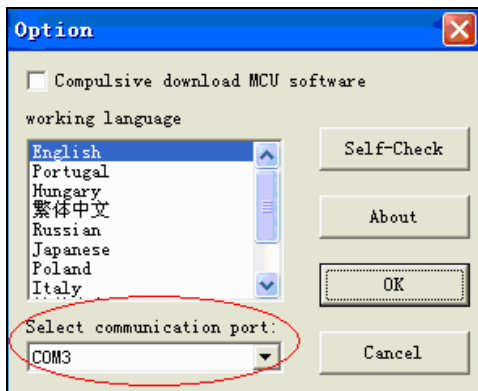 Option
Compulsive download MCU software
working language
English
Portugal
Hungary
繁体中文
Russian
Japanese
Poland
Italy
Self-Check
About
OK
Cancel
Select communication port:
COM3